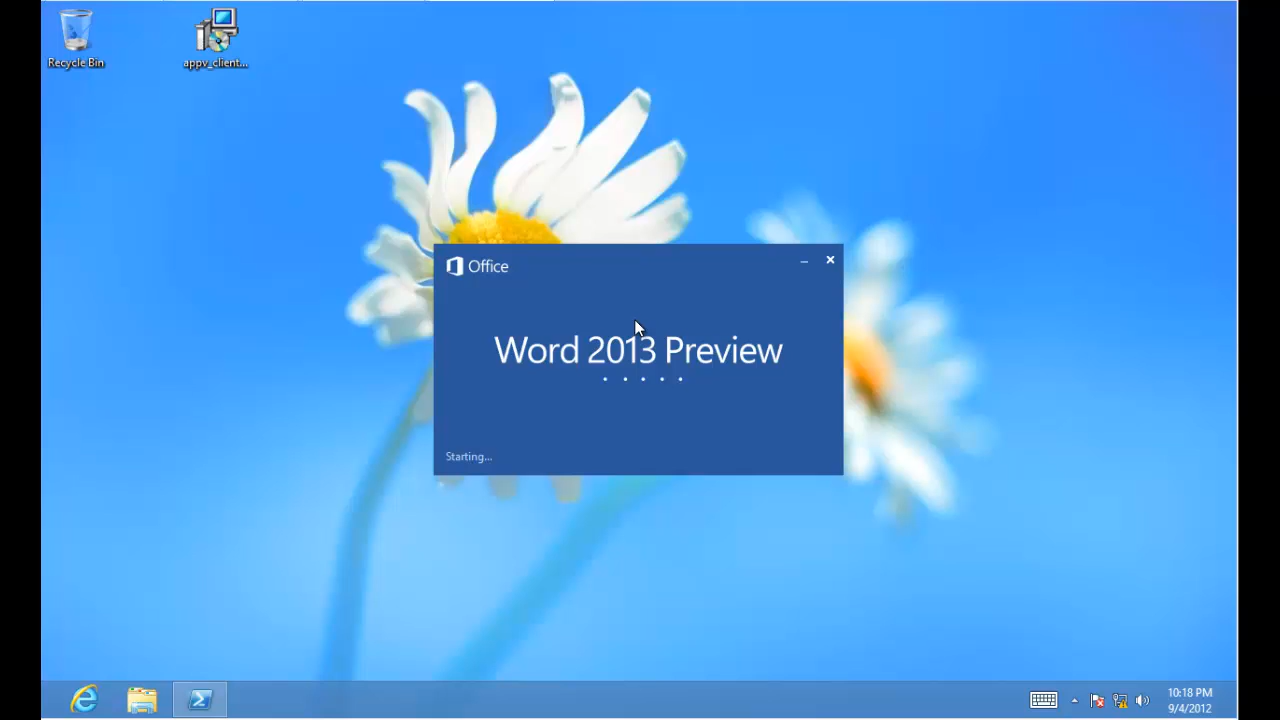 Recycle Bin
appv_client...
Office
Word 2013 Preview
Starting...
10:18 PM
9/4/2012